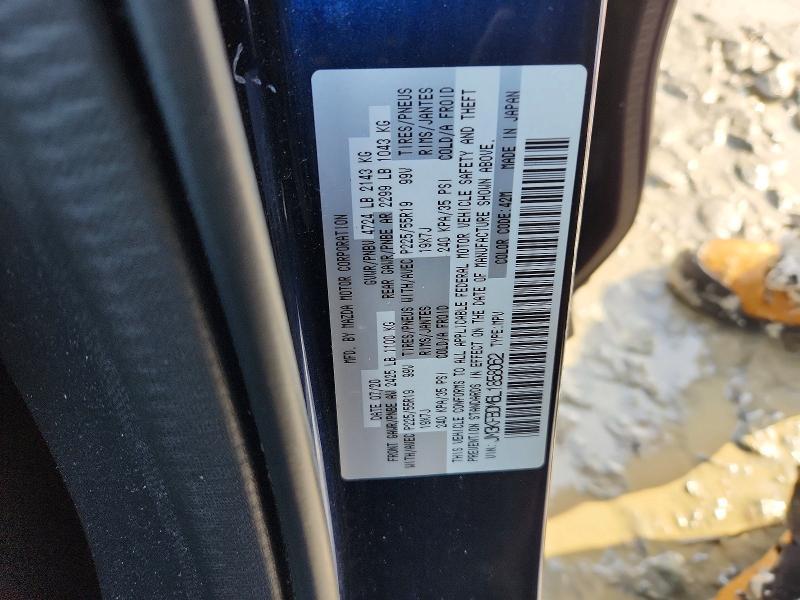 MFD. BY MAZDA MOTOR CORPORATION
DATE 07/20 GVWR/PNBV 4724 LB 2143 KG
FRONT GAWR/PNBE AV 2425 LB 1100 KG REAR GAWR/PNBE AR 2299 LB 1043 KG
WITH/AVEC P225/55R19 99V TIRES/PNEUS WITH/AVEC P225/55R19 99V TIRES/PNEUS
19X7J RIMS/JANTES 19X7J RIMS/JANTES
240 KPA/35 PSI COLD/A FROID 240 KPA/35 PSI COLD/A FROID
THIS VEHICLE CONFORMS TO ALL APPLICABLE FEDERAL MOTOR VEHICLE SAFETY AND THEFT
PREVENTION STANDARDS IN EFFECT ON THE DATE OF MANUFACTURE SHOWN ABOVE.
VIN: TYPE:MPV COLOR CODE:42M MADE IN JAPAN